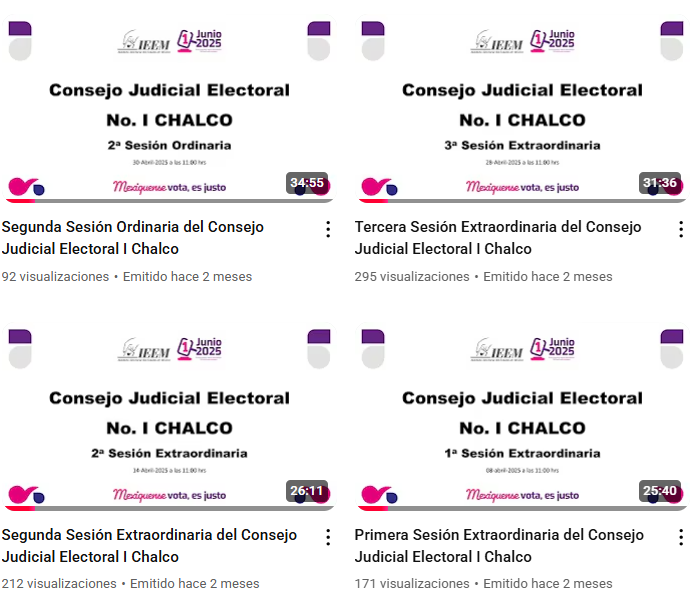 IEEM 1 Junio 2025
Consejo Judicial Electoral
No. I CHALCO
2ª Sesión Ordinaria
30-Abril-2025 a las 11:00 hrs
Mexiquense vota, es justo
34:55
Segunda Sesión Ordinaria del Consejo
Judicial Electoral I Chalco
92 visualizaciones • Emitido hace 2 meses
IEEM 1 Junio 2025
Consejo Judicial Electoral
No. I CHALCO
3ª Sesión Extraordinaria
28-Abril-2025 a las 11:00 hrs
Mexiquense vota, es justo
31:36
Tercera Sesión Extraordinaria del Consejo
Judicial Electoral I Chalco
295 visualizaciones • Emitido hace 2 meses
IEEM 1 Junio 2025
Consejo Judicial Electoral
No. I CHALCO
2ª Sesión Extraordinaria
14-Abril-2025 a las 11:00 hrs
Mexiquense vota, es justo
26:11
Segunda Sesión Extraordinaria del Consejo
Judicial Electoral I Chalco
212 visualizaciones • Emitido hace 2 meses
IEEM 1 Junio 2025
Consejo Judicial Electoral
No. I CHALCO
1ª Sesión Extraordinaria
08-abril-2025 a las 11:00 hrs
Mexiquense vota, es justo
25:40
Primera Sesión Extraordinaria del Consejo
Judicial Electoral I Chalco
171 visualizaciones • Emitido hace 2 meses